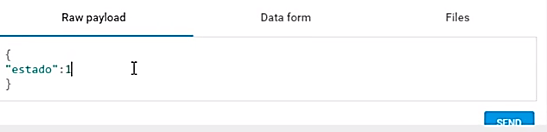 Raw payload Data form Files
{
"estado":1
}
SEND